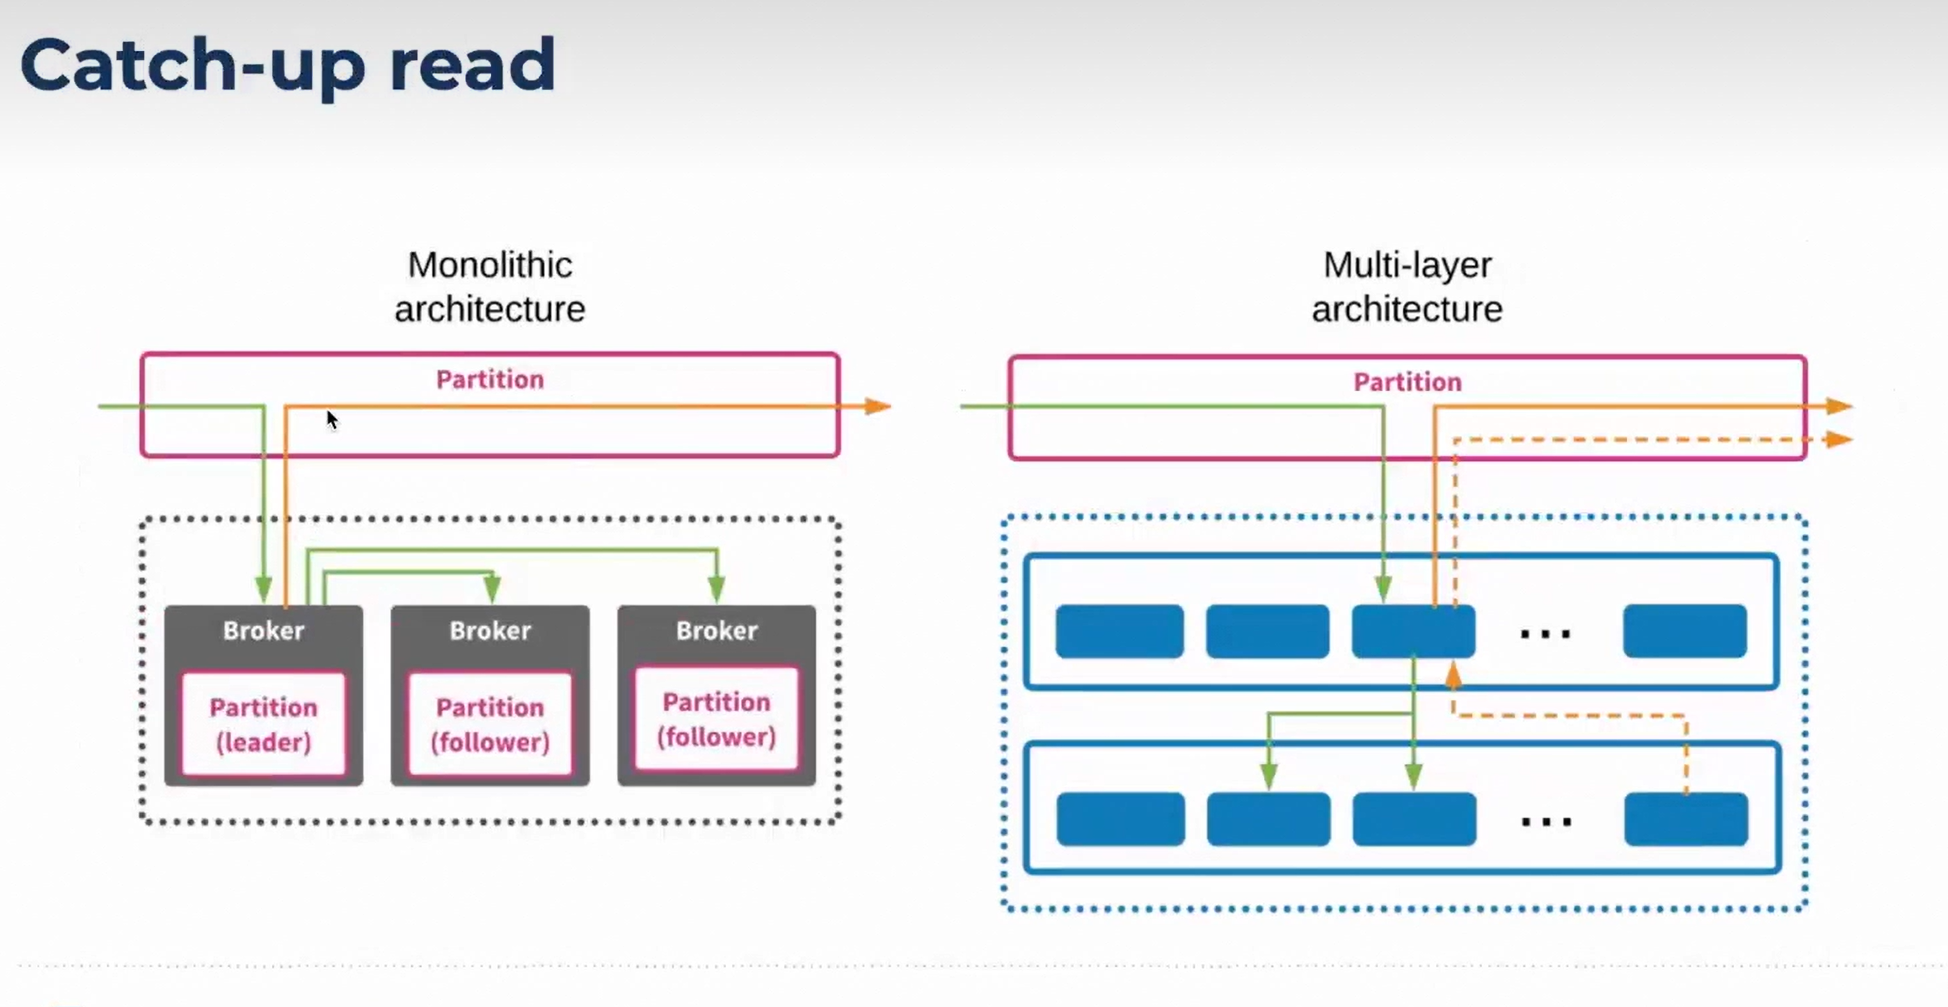 Catch-up read
Monolithic
architecture
Partition
Broker
Partition
(leader)
Broker
Partition
(follower)
Broker
Partition
(follower)
Multi-layer
architecture
Partition
...
...